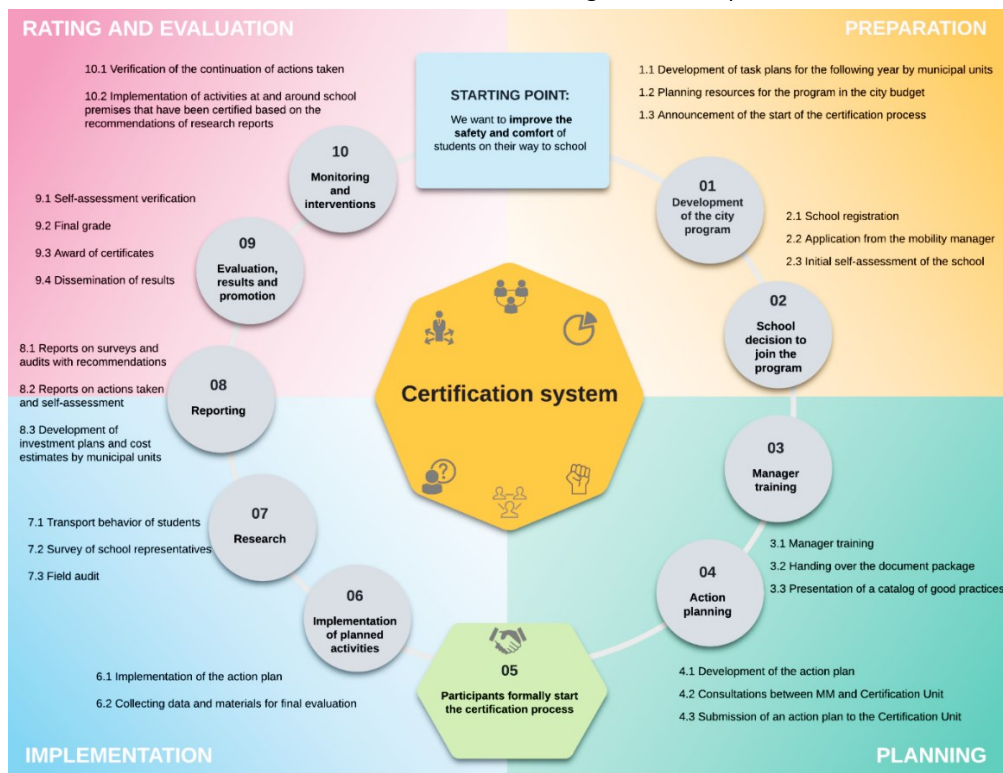 RATING AND EVALUATION
PREPARATION
10.1 Verification of the continuation of actions taken
10.2 Implementation of activities at and around school
premises that have been certified based on the
recommendations of research reports
STARTING POINT:
We want to improve the
safety and comfort of
students on their way to school
1.1 Development of task plans for the following year by municipal units
1.2 Planning resources for the program in the city budget
1.3 Announcement of the start of the certification process
10
Monitoring
and
interventions
01
Development
of the city
program
9.1 Self-assessment verification
9.2 Final grade
9.3 Award of certificates
9.4 Dissemination of results
09
Evaluation,
results and
promotion
2.1 School registration
2.2 Application from the mobility manager
2.3 Initial self-assessment of the school
02
School
decision to
join the
program
8.1 Reports on surveys and
audits with recommendations
8.2 Reports on actions taken
and self-assessment
8.3 Development of
investment plans and cost
estimates by municipal units
08
Reporting
Certification system
03
Manager
training
7.1 Transport behavior of students
7.2 Survey of school representatives
7.3 Field audit
07
Research
3.1 Manager training
3.2 Handing over the document package
3.3 Presentation of a catalog of good practices
04
Action
planning
06
Implementation
of planned
activities
05
Participants formally start
the certification process
6.1 Implementation of the action plan
6.2 Collecting data and materials for final evaluation
4.1 Development of the action plan
4.2 Consultations between MM and Certification Unit
4.3 Submission of an action plan to the Certification Unit
IMPLEMENTATION
PLANNING